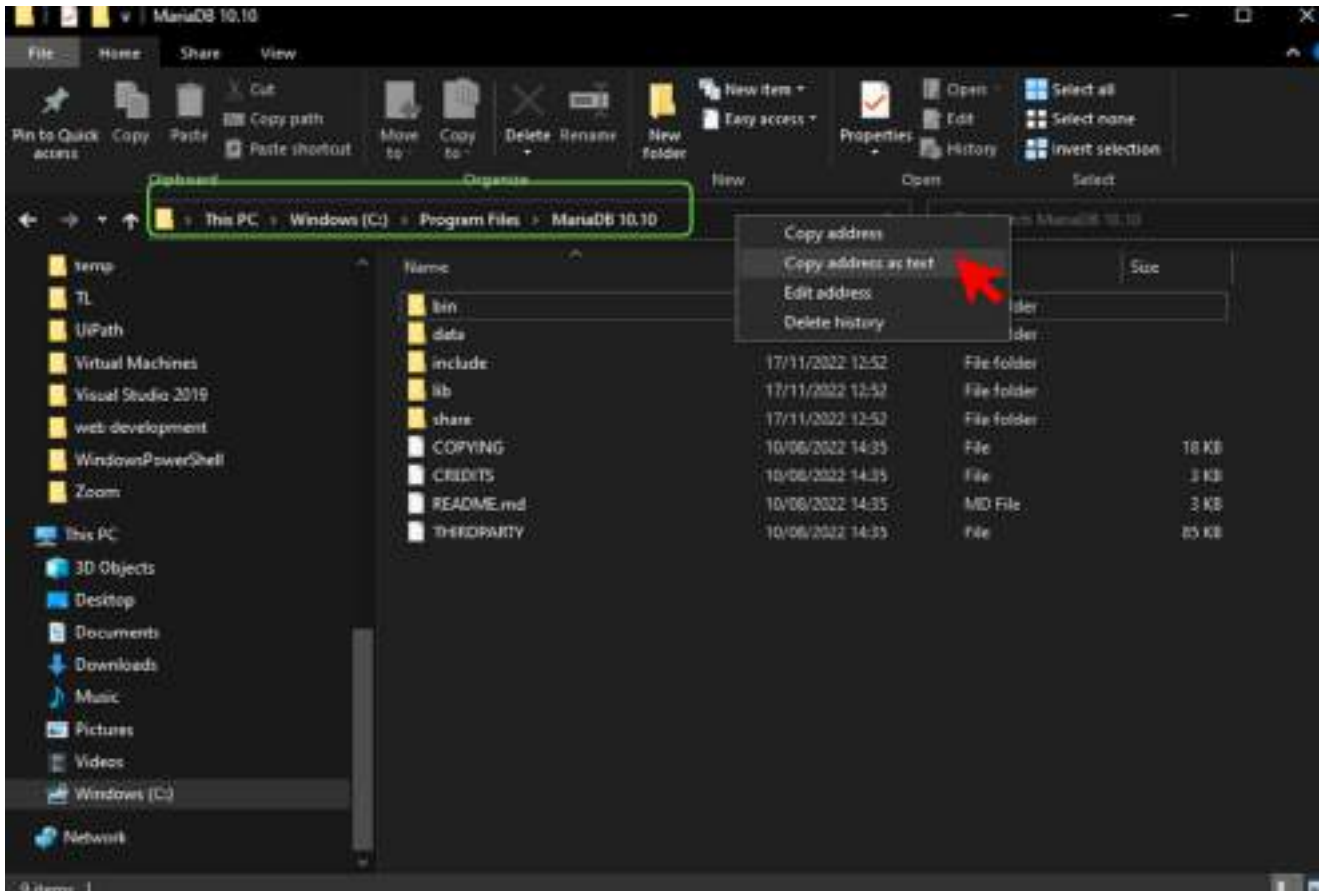 MariaDB 10.10
File Home Share View
Pin to Quick access
Copy
Paste
Cut
Copy path
Paste shortcut
Move to
Copy to
Delete
Rename
New folder
New item
Easy access
Properties
Open
Edit
History
Select all
Select none
Invert selection
Clipboard
Organize
New
Open
Select
This PC Windows (C:) Program Files MariaDB 10.10
MariaDB 10.10
Copy address
Copy address as text
Edit address
Delete history
temp
TL
UiPath
Virtual Machines
Visual Studio 2019
web development
WindowsPowerShell
Zoom
This PC
3D Objects
Desktop
Documents
Downloads
Music
Pictures
Videos
Windows (C:)
Network
Name Size
bin
data
include 17/11/2022 12:52 File folder
lib 17/11/2022 12:52 File folder
share 17/11/2022 12:52 File folder
COPYING 10/08/2022 14:35 File 18 KB
CREDITS 10/08/2022 14:35 File 3 KB
README.md 10/08/2022 14:35 MD File 3 KB
THIRDPARTY 10/08/2022 14:35 File 85 KB
9 items